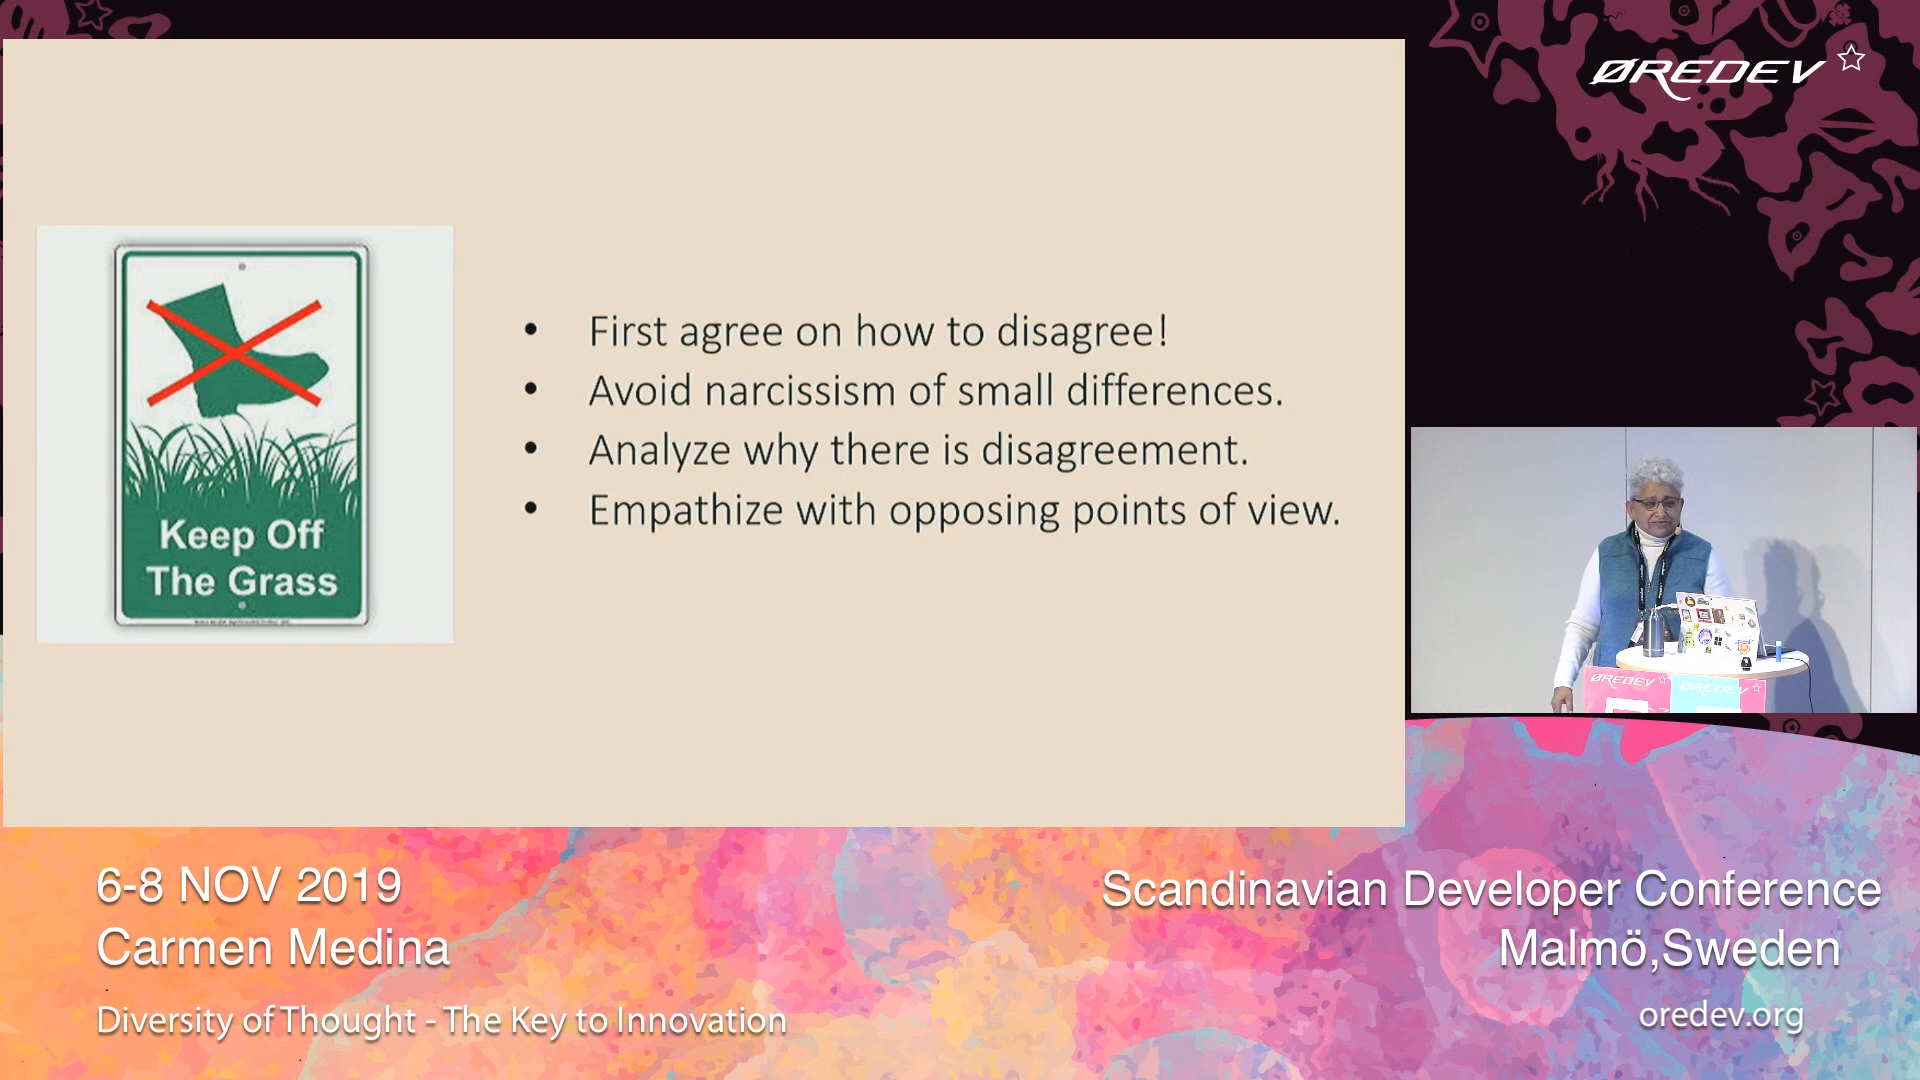 ØREDEV
Keep Off
The Grass
• First agree on how to disagree!
• Avoid narcissism of small differences.
• Analyze why there is disagreement.
• Empathize with opposing points of view.
ØREDEV
ØREDEV
6-8 NOV 2019
Carmen Medina
Diversity of Thought - The Key to Innovation
Scandinavian Developer Conference
Malmö,Sweden
oredev.org